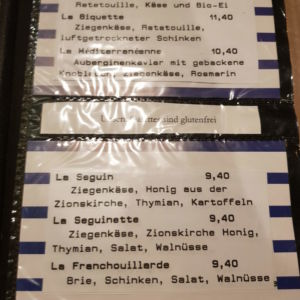 Ratatouille, Käse und Bio-Ei
La Biquette 11,40
Ziegenkäse, Ratatouille,
luftgetrockneter Schinken
La Méditerranéenne 10,40
Auberginenkaviar mit gebackene
Knoblauch, Ziegenkäse, Rosmarin
sind glutenfrei
La Seguin 9,40
Ziegenkäse, Honig aus der
Zionskirche, Thymian, Kartoffeln
La Seguinette 9,40
Ziegenkäse, Zionskirche Honig,
Thymian, Salat, Walnüsse
La Franchouillarde 9,40
Brie, Schinken, Salat, Walnüsse